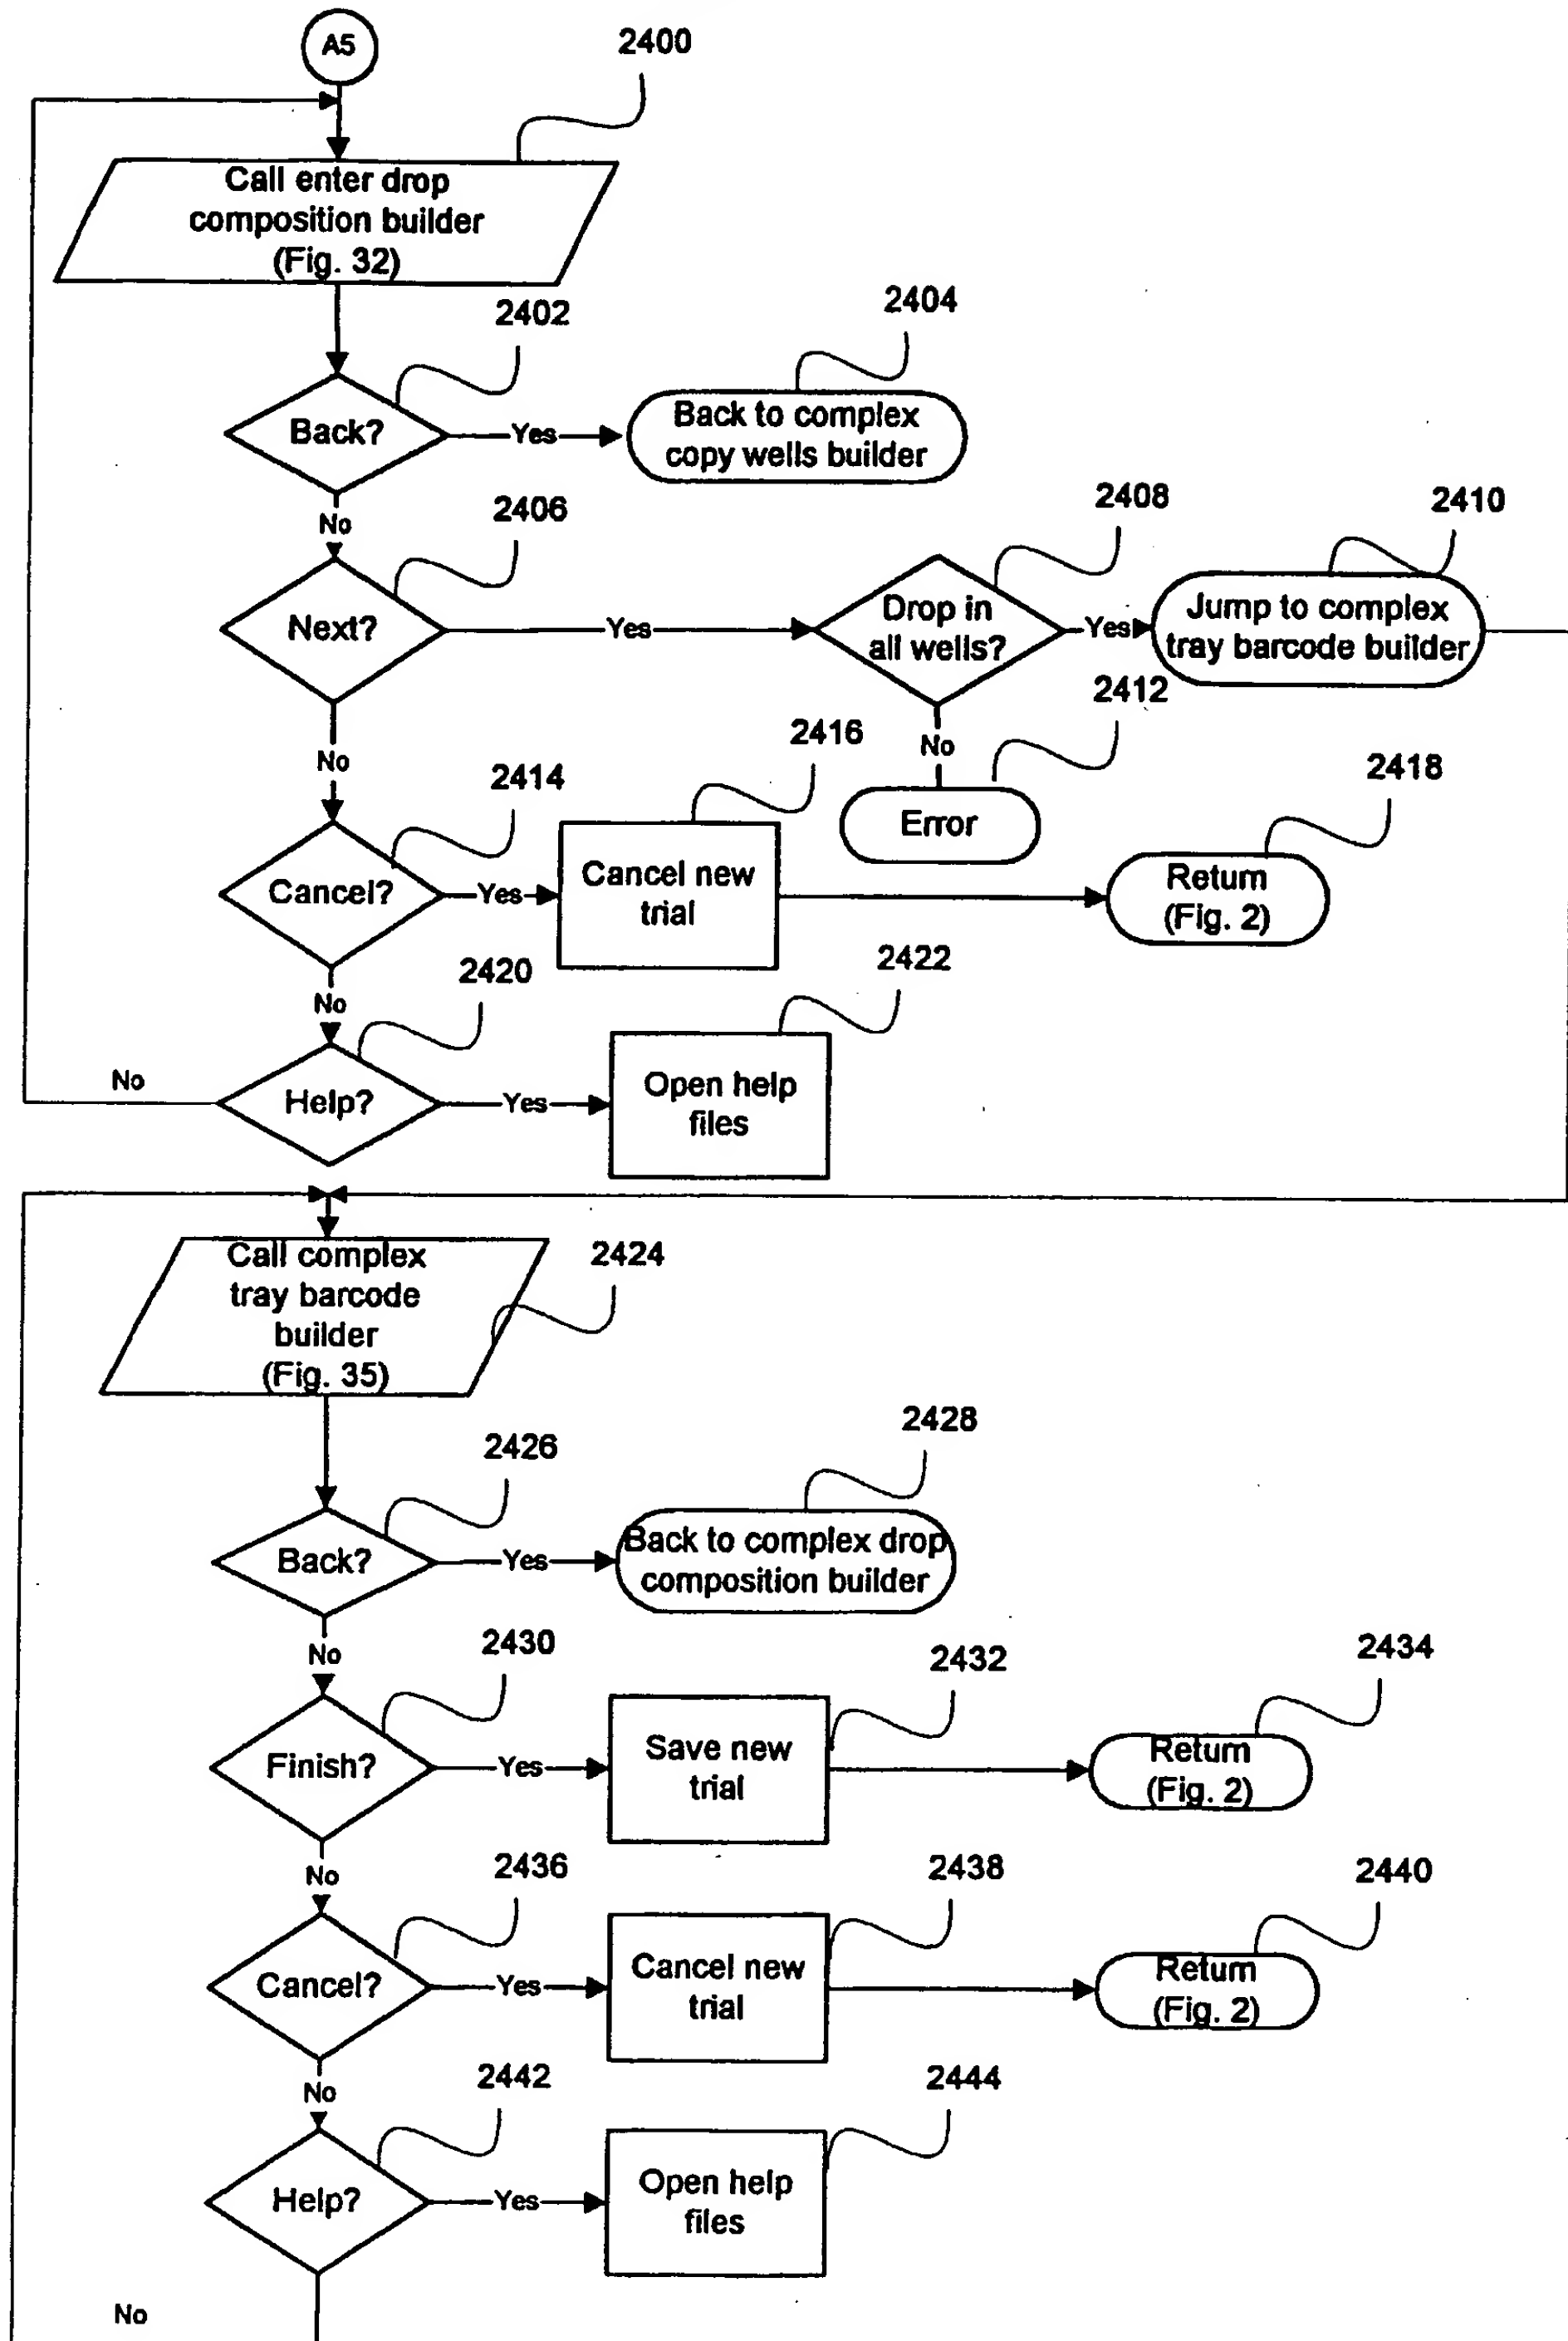 A5
2400
Call enter drop
composition builder
(Fig. 32)
2402
2404
Back?
Yes
Back to complex
copy wells builder
No
2406
2408
2410
Next?
Yes
Drop in
all wells?
Yes
Jump to complex
tray barcode builder
No
2412
2416
No
2414
2418
Cancel?
Yes
Cancel new
trial
Error
Return
(Fig. 2)
No
2420
2422
No
Help?
Yes
Open help
files
Call complex
tray barcode
builder
(Fig. 35)
2424
2426
2428
Back?
Yes
Back to complex drop
composition builder
No
2430
2432
2434
Finish?
Yes
Save new
trial
Return
(Fig. 2)
No
2436
2438
2440
Cancel?
Yes
Cancel new
trial
Return
(Fig. 2)
No
2442
2444
Help?
Yes
Open help
files
No